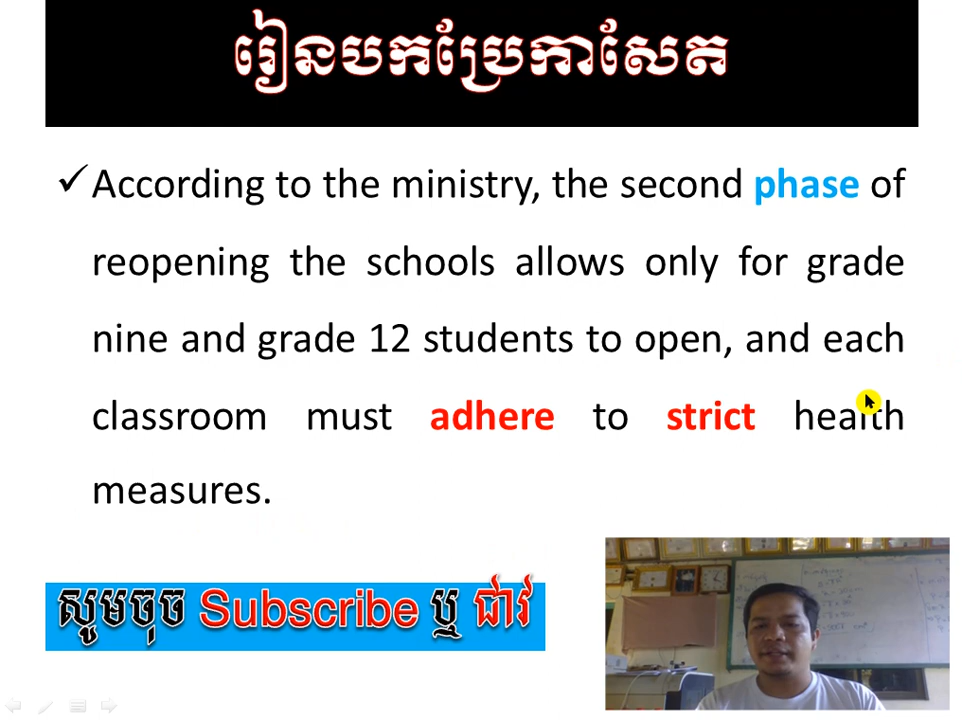 រៀនបកប្រែកាសែត
✓ According to the ministry, the second phase of
reopening the schools allows only for grade
nine and grade 12 students to open, and each
classroom must adhere to strict health
measures.
សូមចុច Subscribe ឬ ជាវ